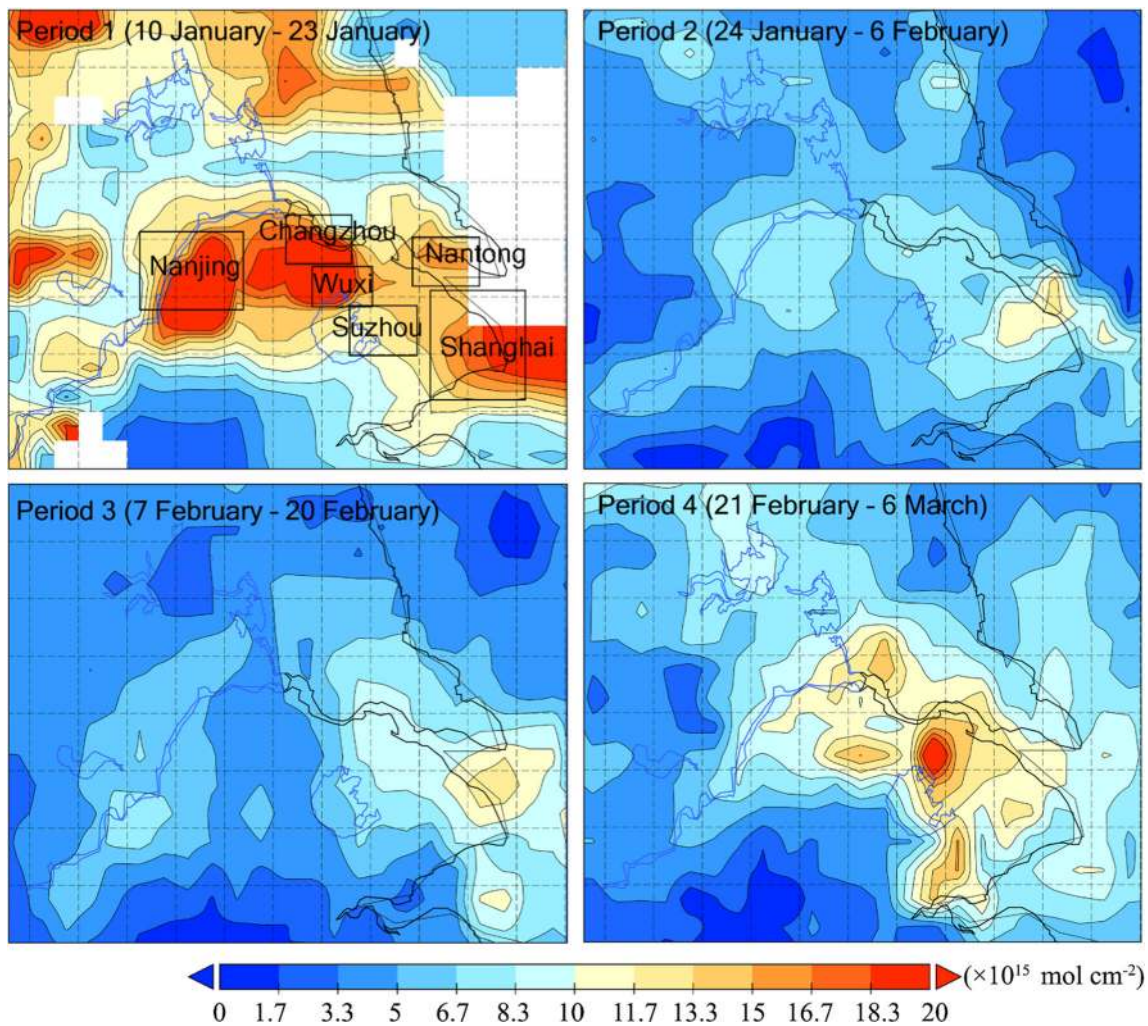 Period 1 (10 January - 23 January)
Period 2 (24 January - 6 February)
Changzhou
Nantong
Nanjing
Wuxi
Suzhou
Shanghai
Period 3 (7 February - 20 February)
Period 4 (21 February - 6 March)
(×10¹⁵ mol cm⁻²)
0 1.7 3.3 5 6.7 8.3 10 11.7 13.3 15 16.7 18.3 20